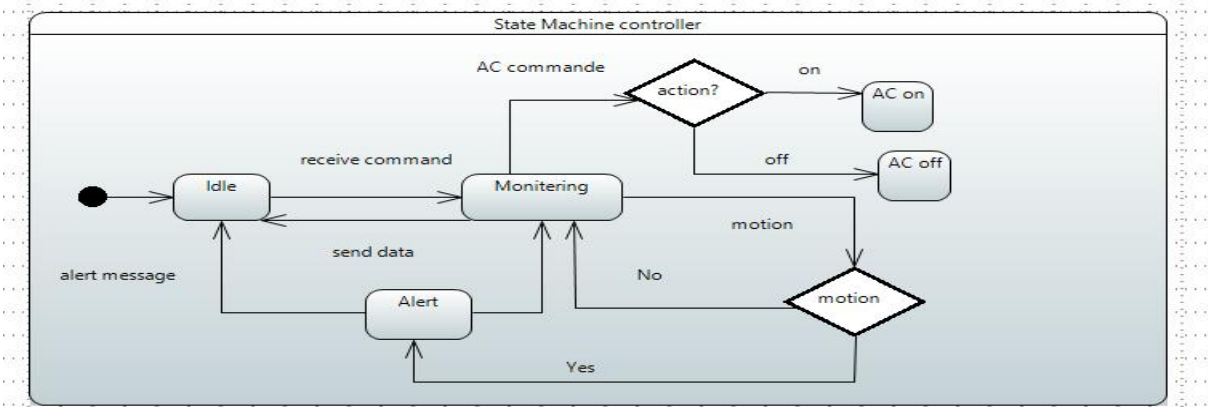 State Machine controller
AC commande
action?
on
AC on
receive command
off
AC off
Idle
Monitering
motion
send data
alert message
No
Alert
motion
Yes